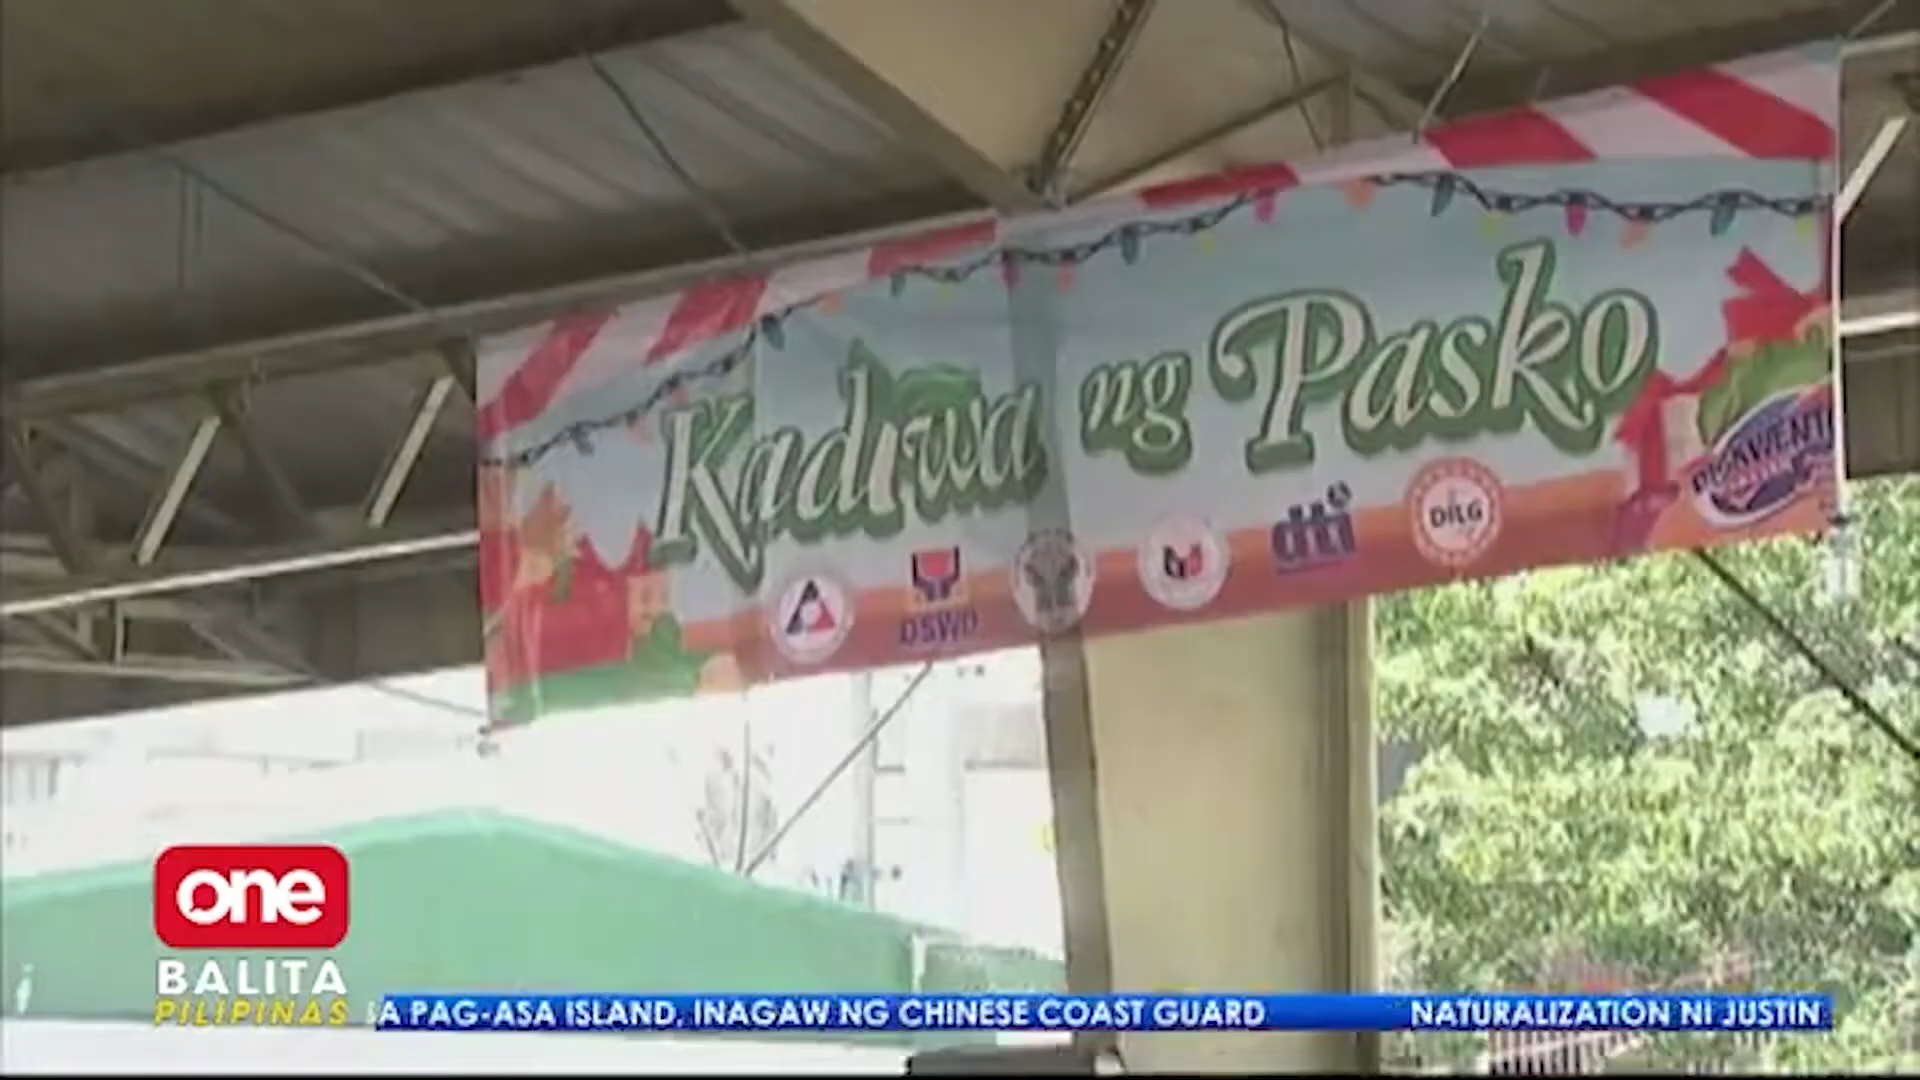 Kadiwa ng Pasko
DSWD
dti
DILG
one
BALITA
PILIPINAS
A PAG-ASA ISLAND, INAGAW NG CHINESE COAST GUARD NATURALIZATION NI JUSTIN